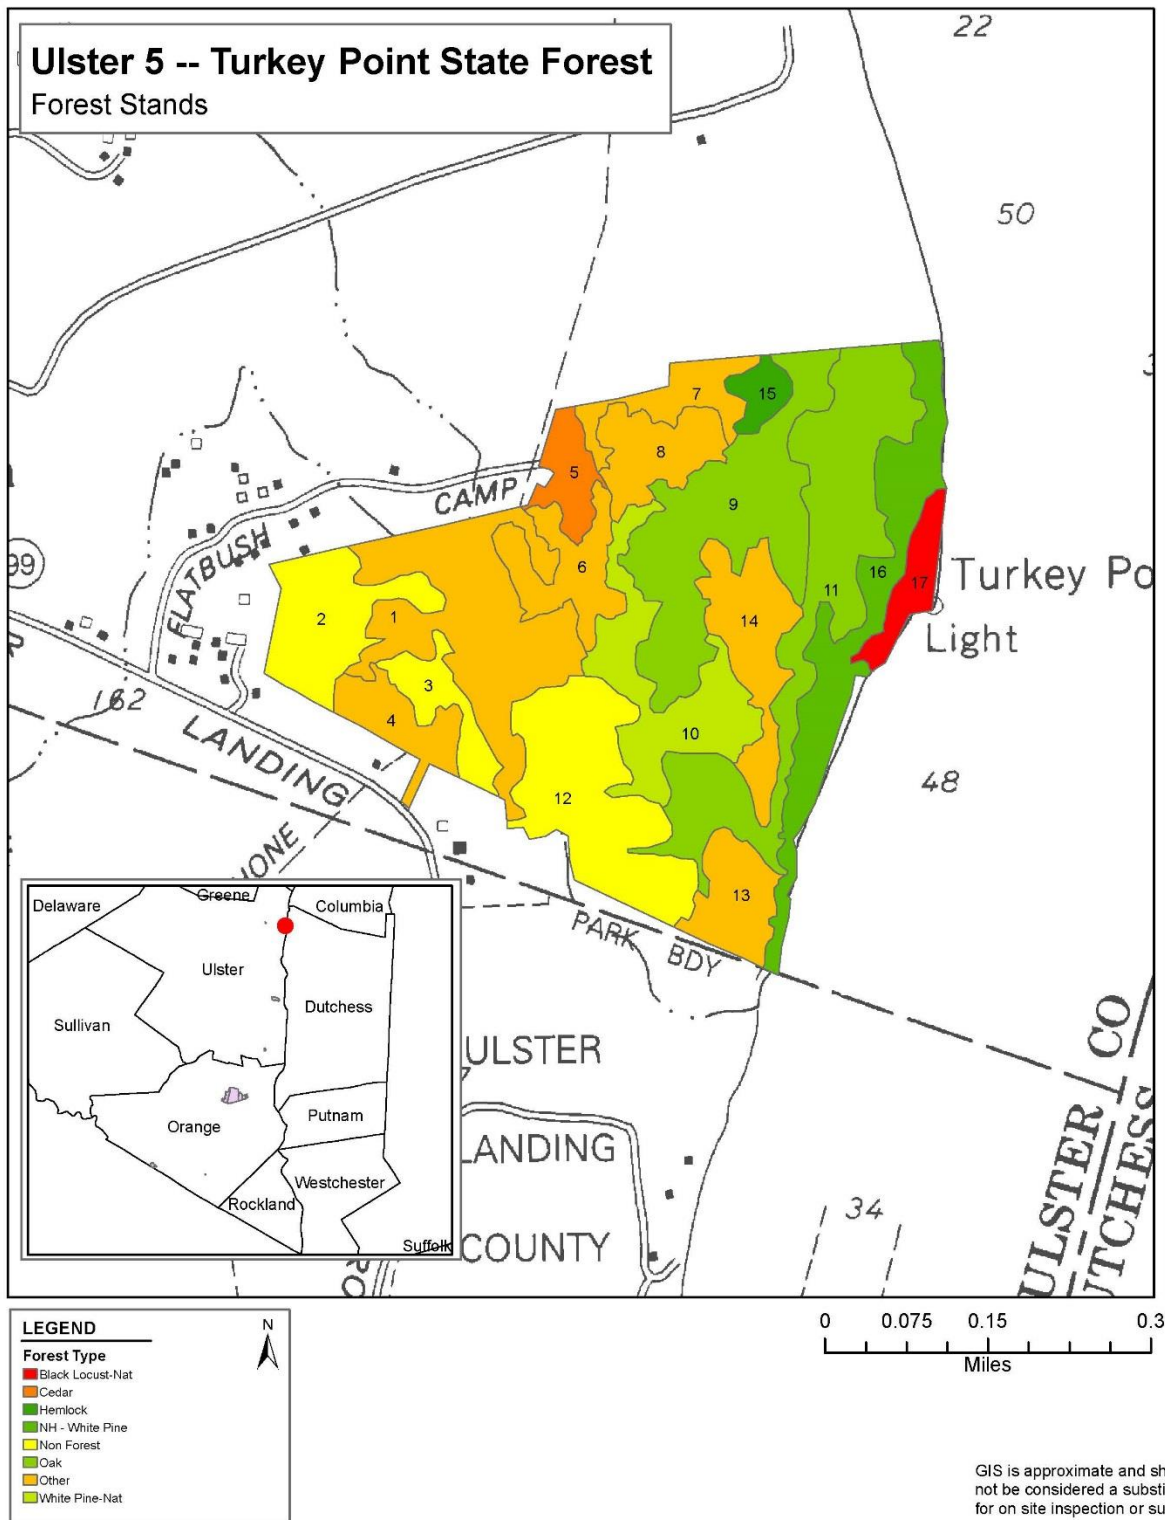 Ulster 5 -- Turkey Point State Forest
Forest Stands
22
50
15
7
8
5
CAMP
9
FLATBUSH
99
6
Turkey Po
16
17
11
2
1
14
Light
3
162
4
10
LANDING
48
12
HONE
13
PARK BDY
Greene
Delaware
Columbia
Ulster
Dutchess
Sullivan
Orange
Putnam
Westchester
Rockland
Suffolk
ULSTER
LANDING
COUNTY
34
ULSTER CO
UTCHESS
LEGEND
N
Forest Type
Black Locust-Nat
Cedar
Hemlock
NH - White Pine
Non Forest
Oak
Other
White Pine-Nat
0 0.075 0.15 0.3
Miles
GIS is approximate and sh
not be considered a substi
for on site inspection or su